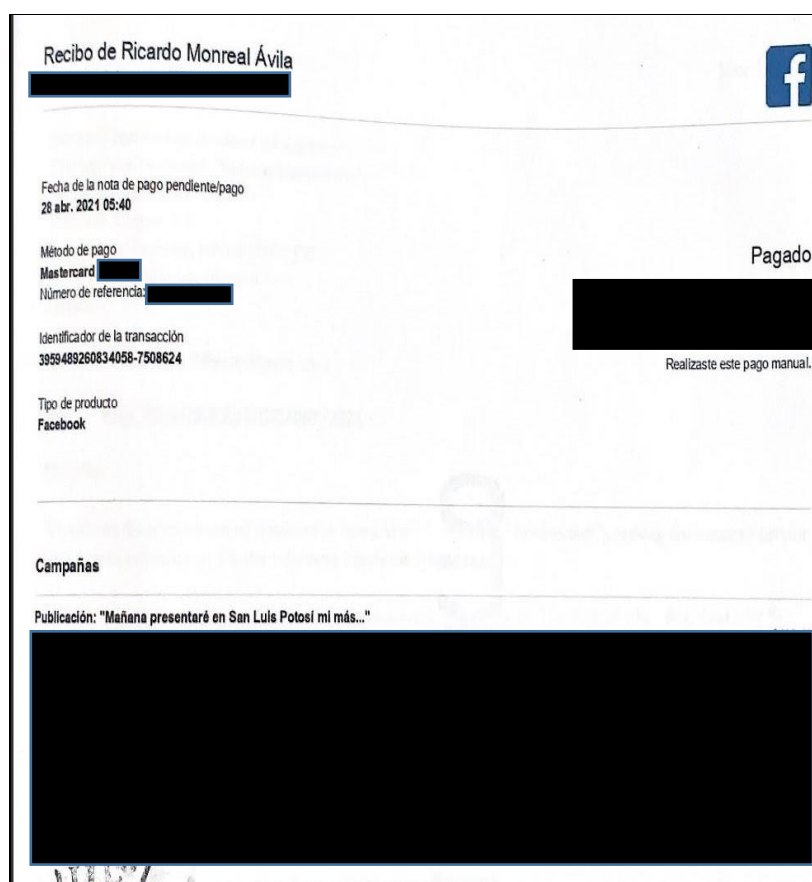 Recibo de Ricardo Monreal Ávila
f
Fecha de la nota de pago pendiente/pago
28 abr. 2021 05:40
Método de pago
Mastercard
Número de referencia:
Pagado
Identificador de la transacción
3959489260834058-7508624
Realizaste este pago manual.
Tipo de producto
Facebook
Campañas
Publicación: "Mañana presentaré en San Luis Potosí mi más..."